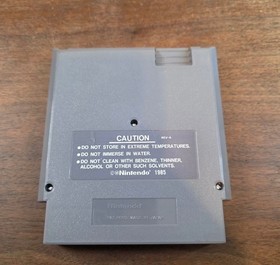 CAUTION
REV-A
•DO NOT STORE IN EXTREME TEMPERATURES.
•DO NOT IMMERSE IN WATER.
•DO NOT CLEAN WITH BENZENE, THINNER,
ALCOHOL OR OTHER SUCH SOLVENTS.
©®Nintendo® 1985